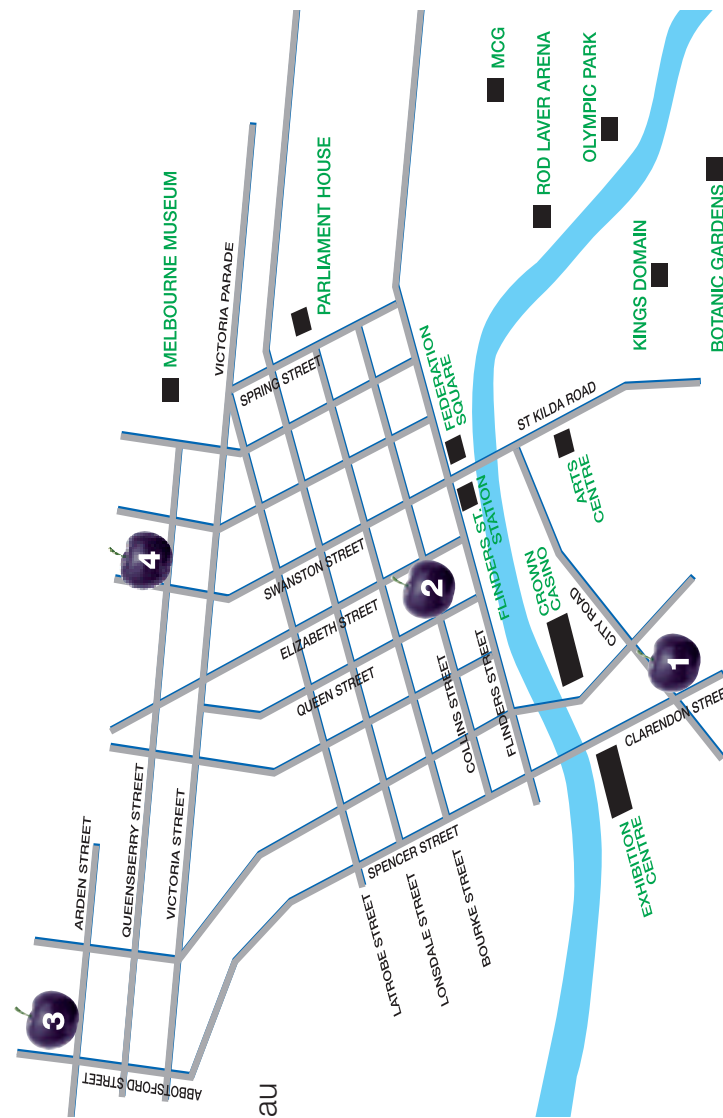 MCG
ROD LAVER ARENA
OLYMPIC PARK
BOTANIC GARDENS
KINGS DOMAIN
MELBOURNE MUSEUM
VICTORIA PARADE
PARLIAMENT HOUSE
SPRING STREET
FEDERATION
SQUARE
ST KILDA ROAD
ARTS
CENTRE
4
SWANSTON STREET
2
FLINDERS ST.
STATION
CROWN
CASINO
CITY ROAD
1
ELIZABETH STREET
QUEEN STREET
COLLINS STREET
FLINDERS STREET
CLARENDON STREE
QUEENSBERRY STREET
VICTORIA STREET
ARDEN STREET
SPENCER STREET
EXHIBITION
CENTRE
LATROBE STREET
LONSDALE STREET
BOURKE STREET
3
ABBOTSFORD STREET
au